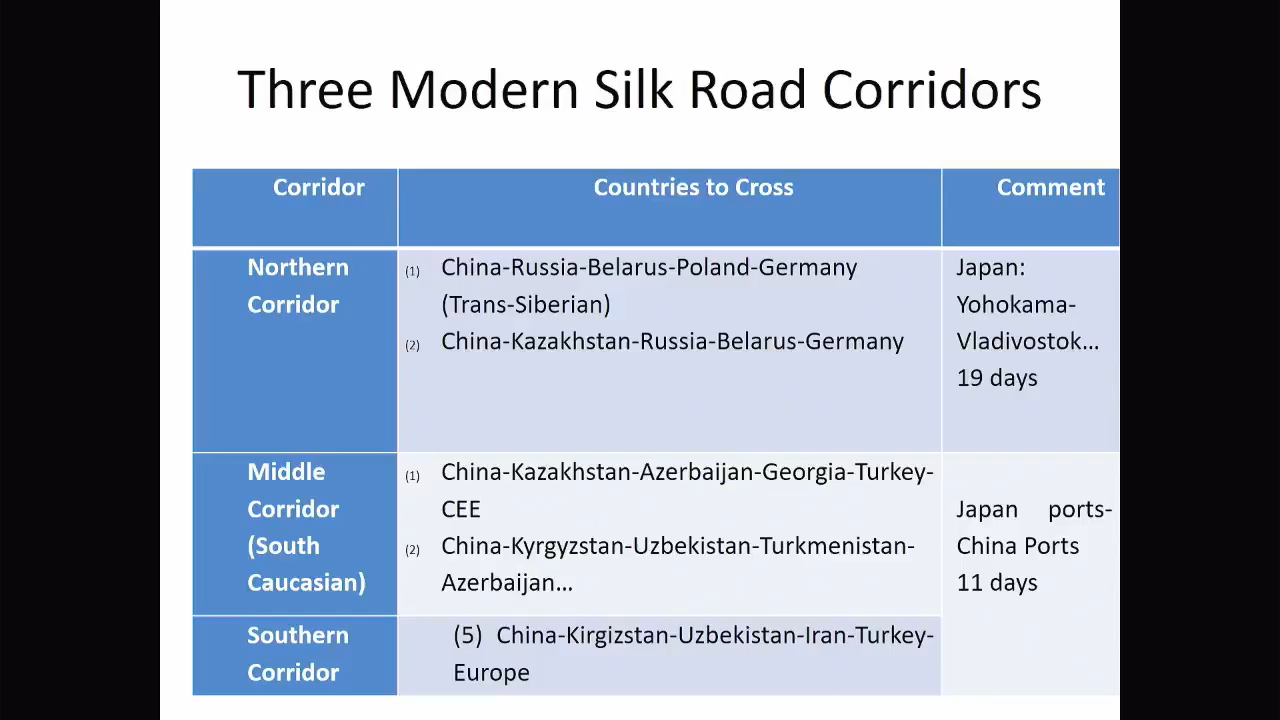 Three Modern Silk Road Corridors
Corridor
Countries to Cross
Comment
Northern
Corridor
(1) China-Russia-Belarus-Poland-Germany
(Trans-Siberian)
(2) China-Kazakhstan-Russia-Belarus-Germany
Japan:
Yohokama-
Vladivostok...
19 days
Middle
Corridor
(South
Caucasian)
(1) China-Kazakhstan-Azerbaijan-Georgia-Turkey-
CEE
(2) China-Kyrgyzstan-Uzbekistan-Turkmenistan-
Azerbaijan...
Japan ports-
China Ports
11 days
Southern
Corridor
(5) China-Kirgizstan-Uzbekistan-Iran-Turkey-
Europe